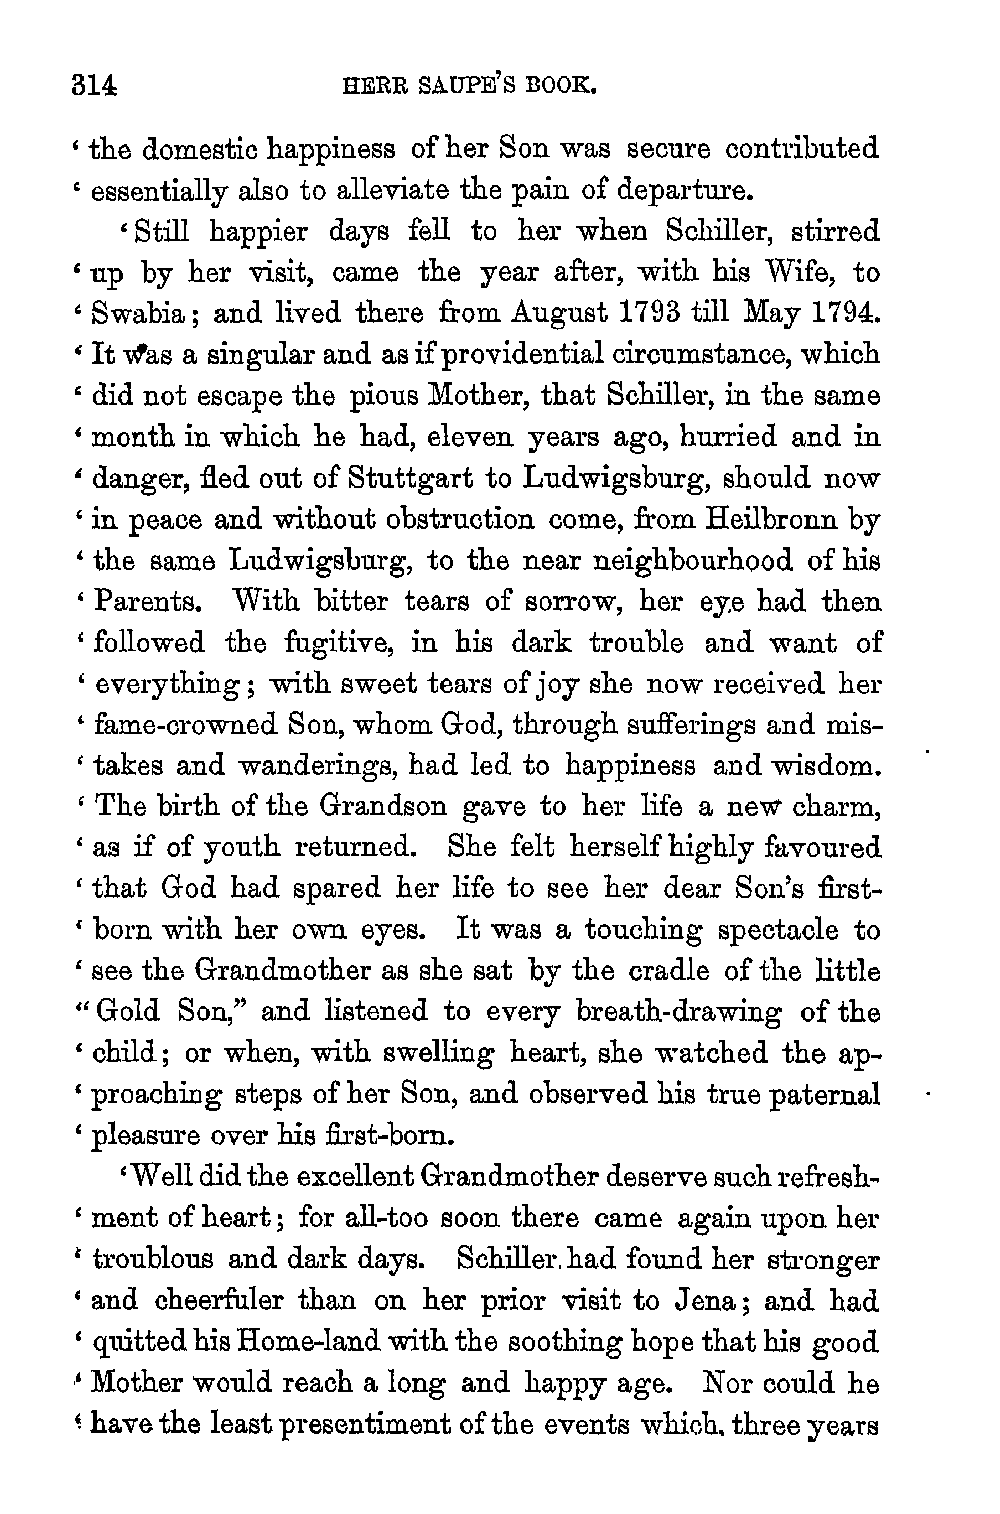 314 HERR SAUPE'S BOOK.
‘ the domestic happiness of her Son was secure contributed
‘ essentially also to alleviate the pain of departure.
‘ Still happier days fell to her when Schiller, stirred
‘ up by her visit, came the year after, with his Wife, to
‘ Swabia; and lived there from August 1793 till May 1794.
‘ It was a singular and as if providential circumstance, which
‘ did not escape the pious Mother, that Schiller, in the same
‘ month in which he had, eleven years ago, hurried and in
‘ danger, fled out of Stuttgart to Ludwigsburg, should now
‘ in peace and without obstruction come, from Heilbronn by
‘ the same Ludwigsburg, to the near neighbourhood of his
‘ Parents. With bitter tears of sorrow, her eye had then
‘ followed the fugitive, in his dark trouble and want of
‘ everything; with sweet tears of joy she now received her
‘ fame-crowned Son, whom God, through sufferings and mis-
‘ takes and wanderings, had led to happiness and wisdom.
‘ The birth of the Grandson gave to her life a new charm,
‘ as if of youth returned. She felt herself highly favoured
‘ that God had spared her life to see her dear Son's first-
‘ born with her own eyes. It was a touching spectacle to
‘ see the Grandmother as she sat by the cradle of the little
“ Gold Son,” and listened to every breath-drawing of the
‘ child; or when, with swelling heart, she watched the ap-
‘ proaching steps of her Son, and observed his true paternal
‘ pleasure over his first-born.
‘ Well did the excellent Grandmother deserve such refresh-
‘ ment of heart; for all-too soon there came again upon her
‘ troublous and dark days. Schiller had found her stronger
‘ and cheerfuler than on her prior visit to Jena; and had
‘ quitted his Home-land with the soothing hope that his good
‘ Mother would reach a long and happy age. Nor could he
‘ have the least presentiment of the events which, three years